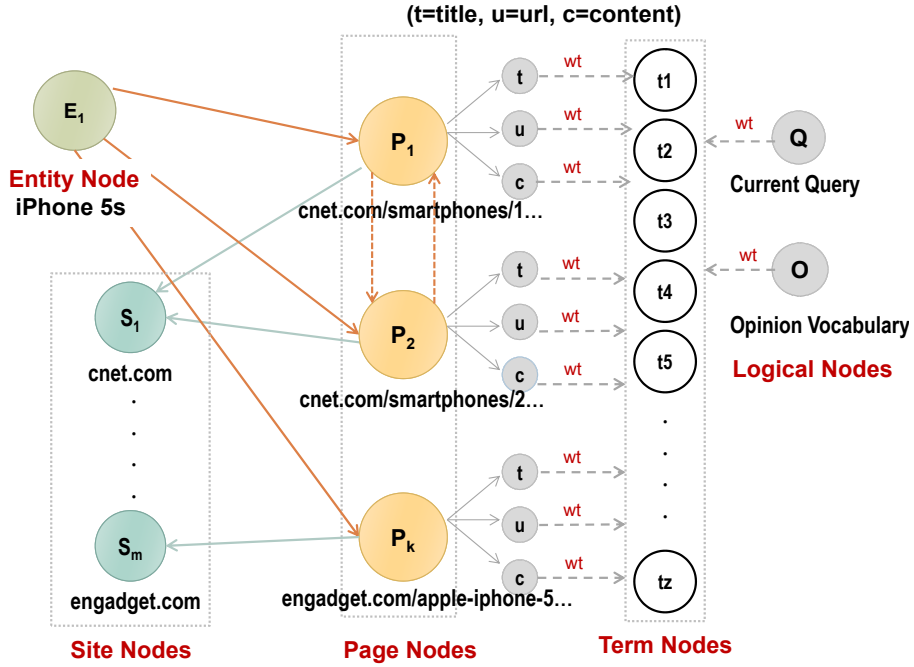 (t=title, u=url, c=content)
E1
Entity Node
iPhone 5s
P1
cnet.com/smartphones/1...
t
wt
u
wt
c
wt
P2
cnet.com/smartphones/2...
t
wt
u
wt
c
wt
Pk
engadget.com/apple-iphone-5...
t
wt
u
wt
c
wt
S1
cnet.com
Sm
engadget.com
t1
t2
t3
t4
t5
tz
wt
Q
Current Query
wt
O
Opinion Vocabulary
Logical Nodes
Site Nodes
Page Nodes
Term Nodes